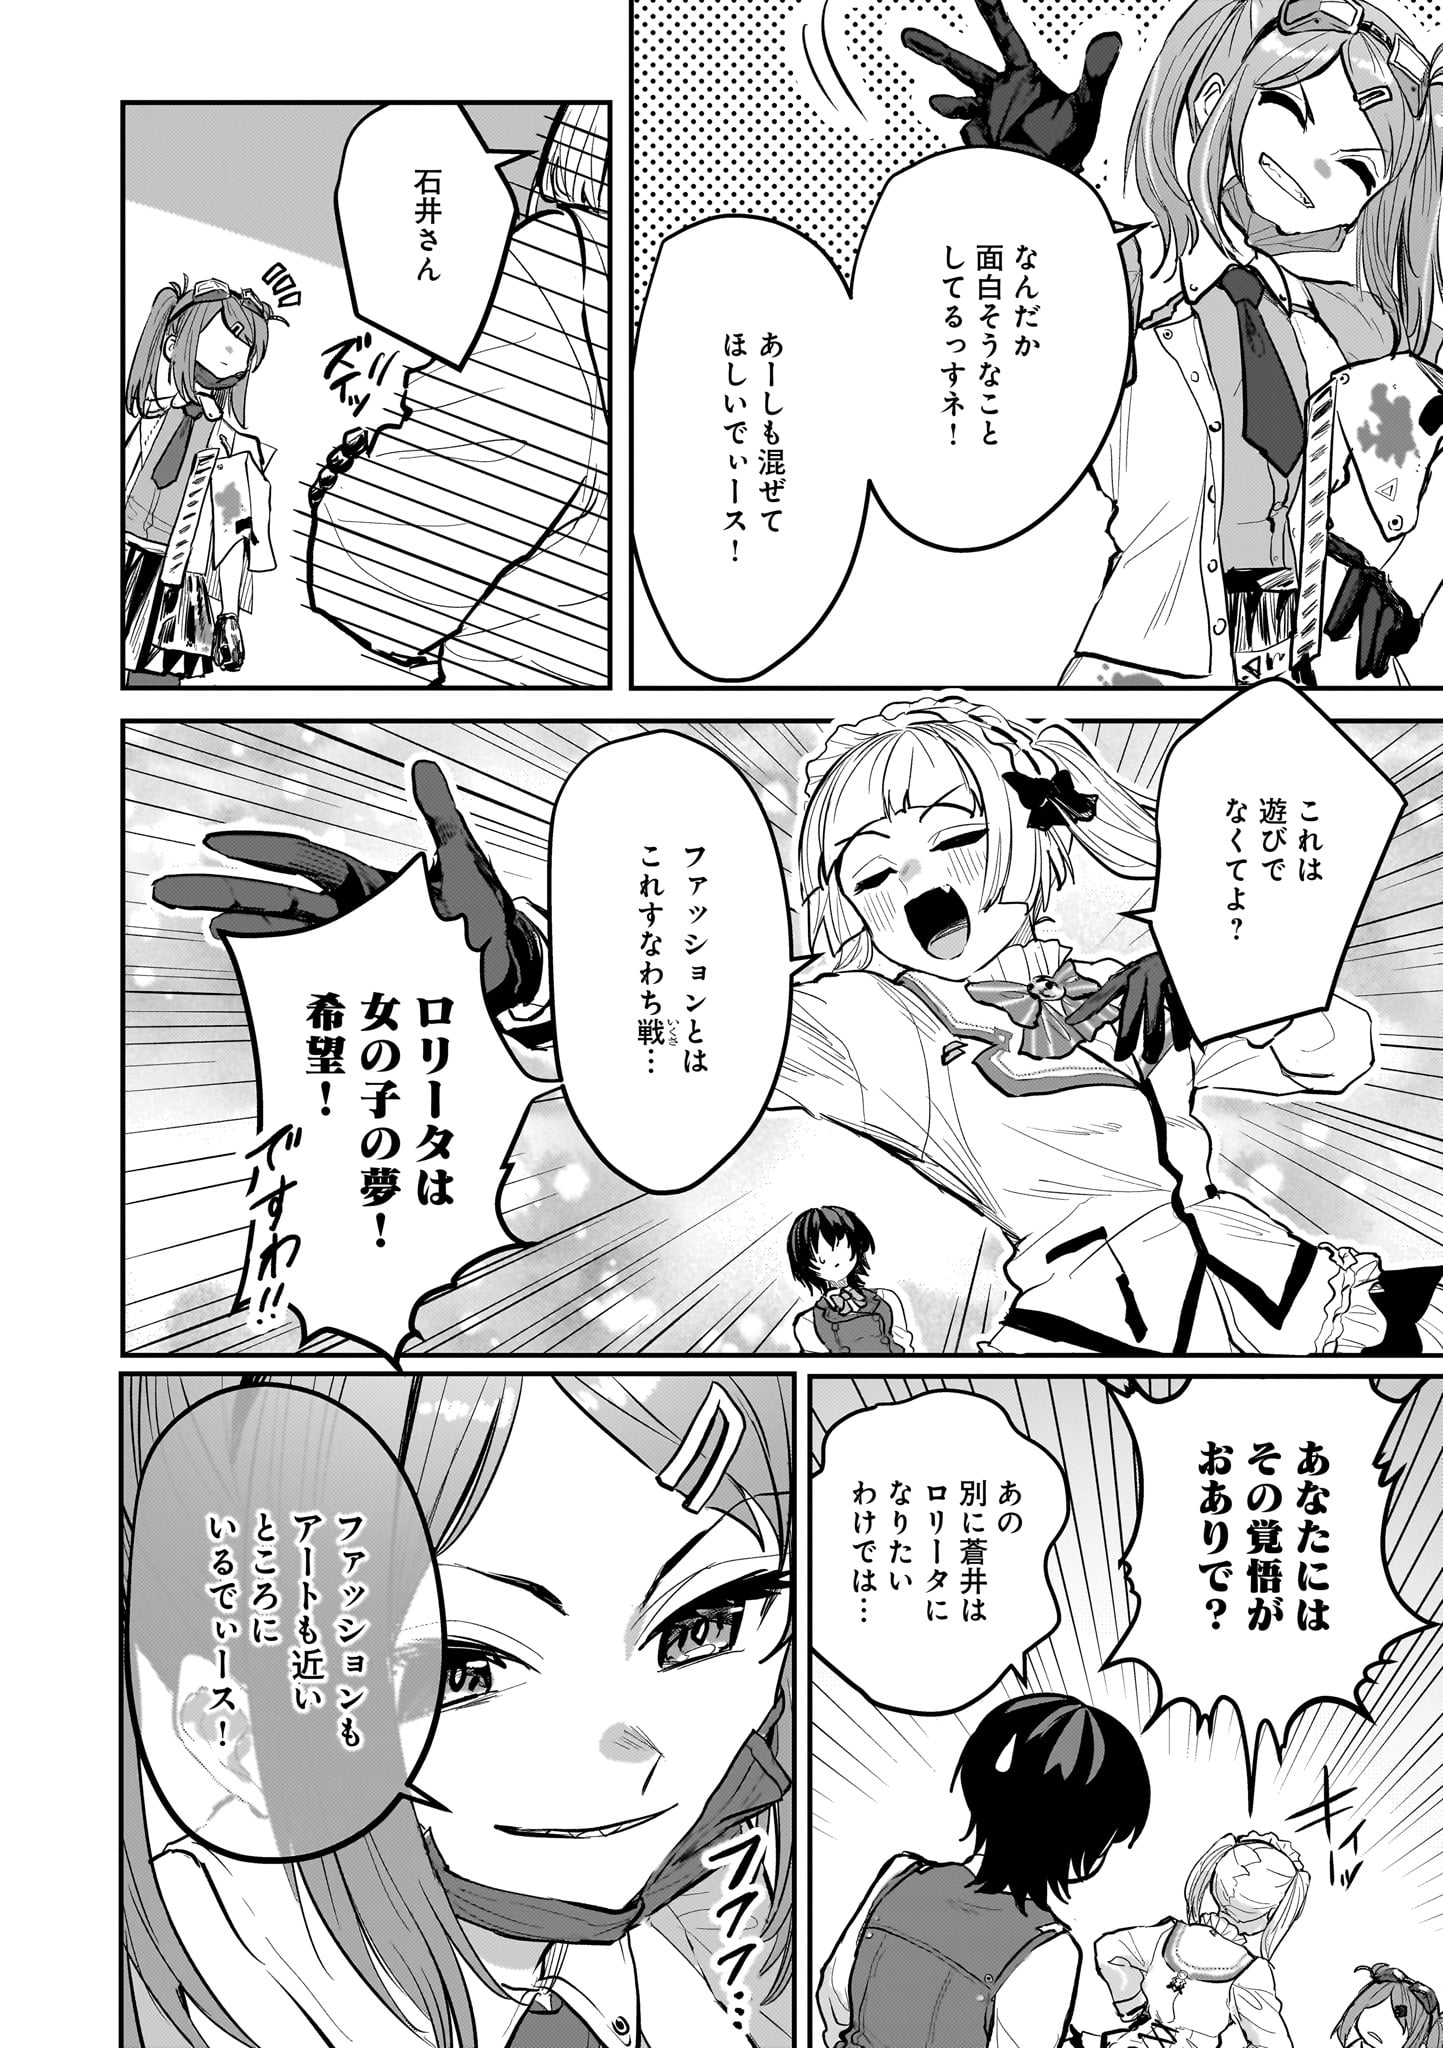 なんだか
面白そうなこと
してるっすネ！
あーしも混ぜて
ほしいでぃース！
石井さん
ズイッ
これは
遊びで
なくてよ？
ファッションとは
これすなわち戦…
いくさ
ロリータは
女の子の夢！
希望！
ですわ!!
あなたには
その覚悟が
おありで？
キィーッ
あの
別に蒼井は
ロリータに
なりたい
わけでは…
ファッションも
アートも近い
ところに
いるでぃース！
フフフフ…